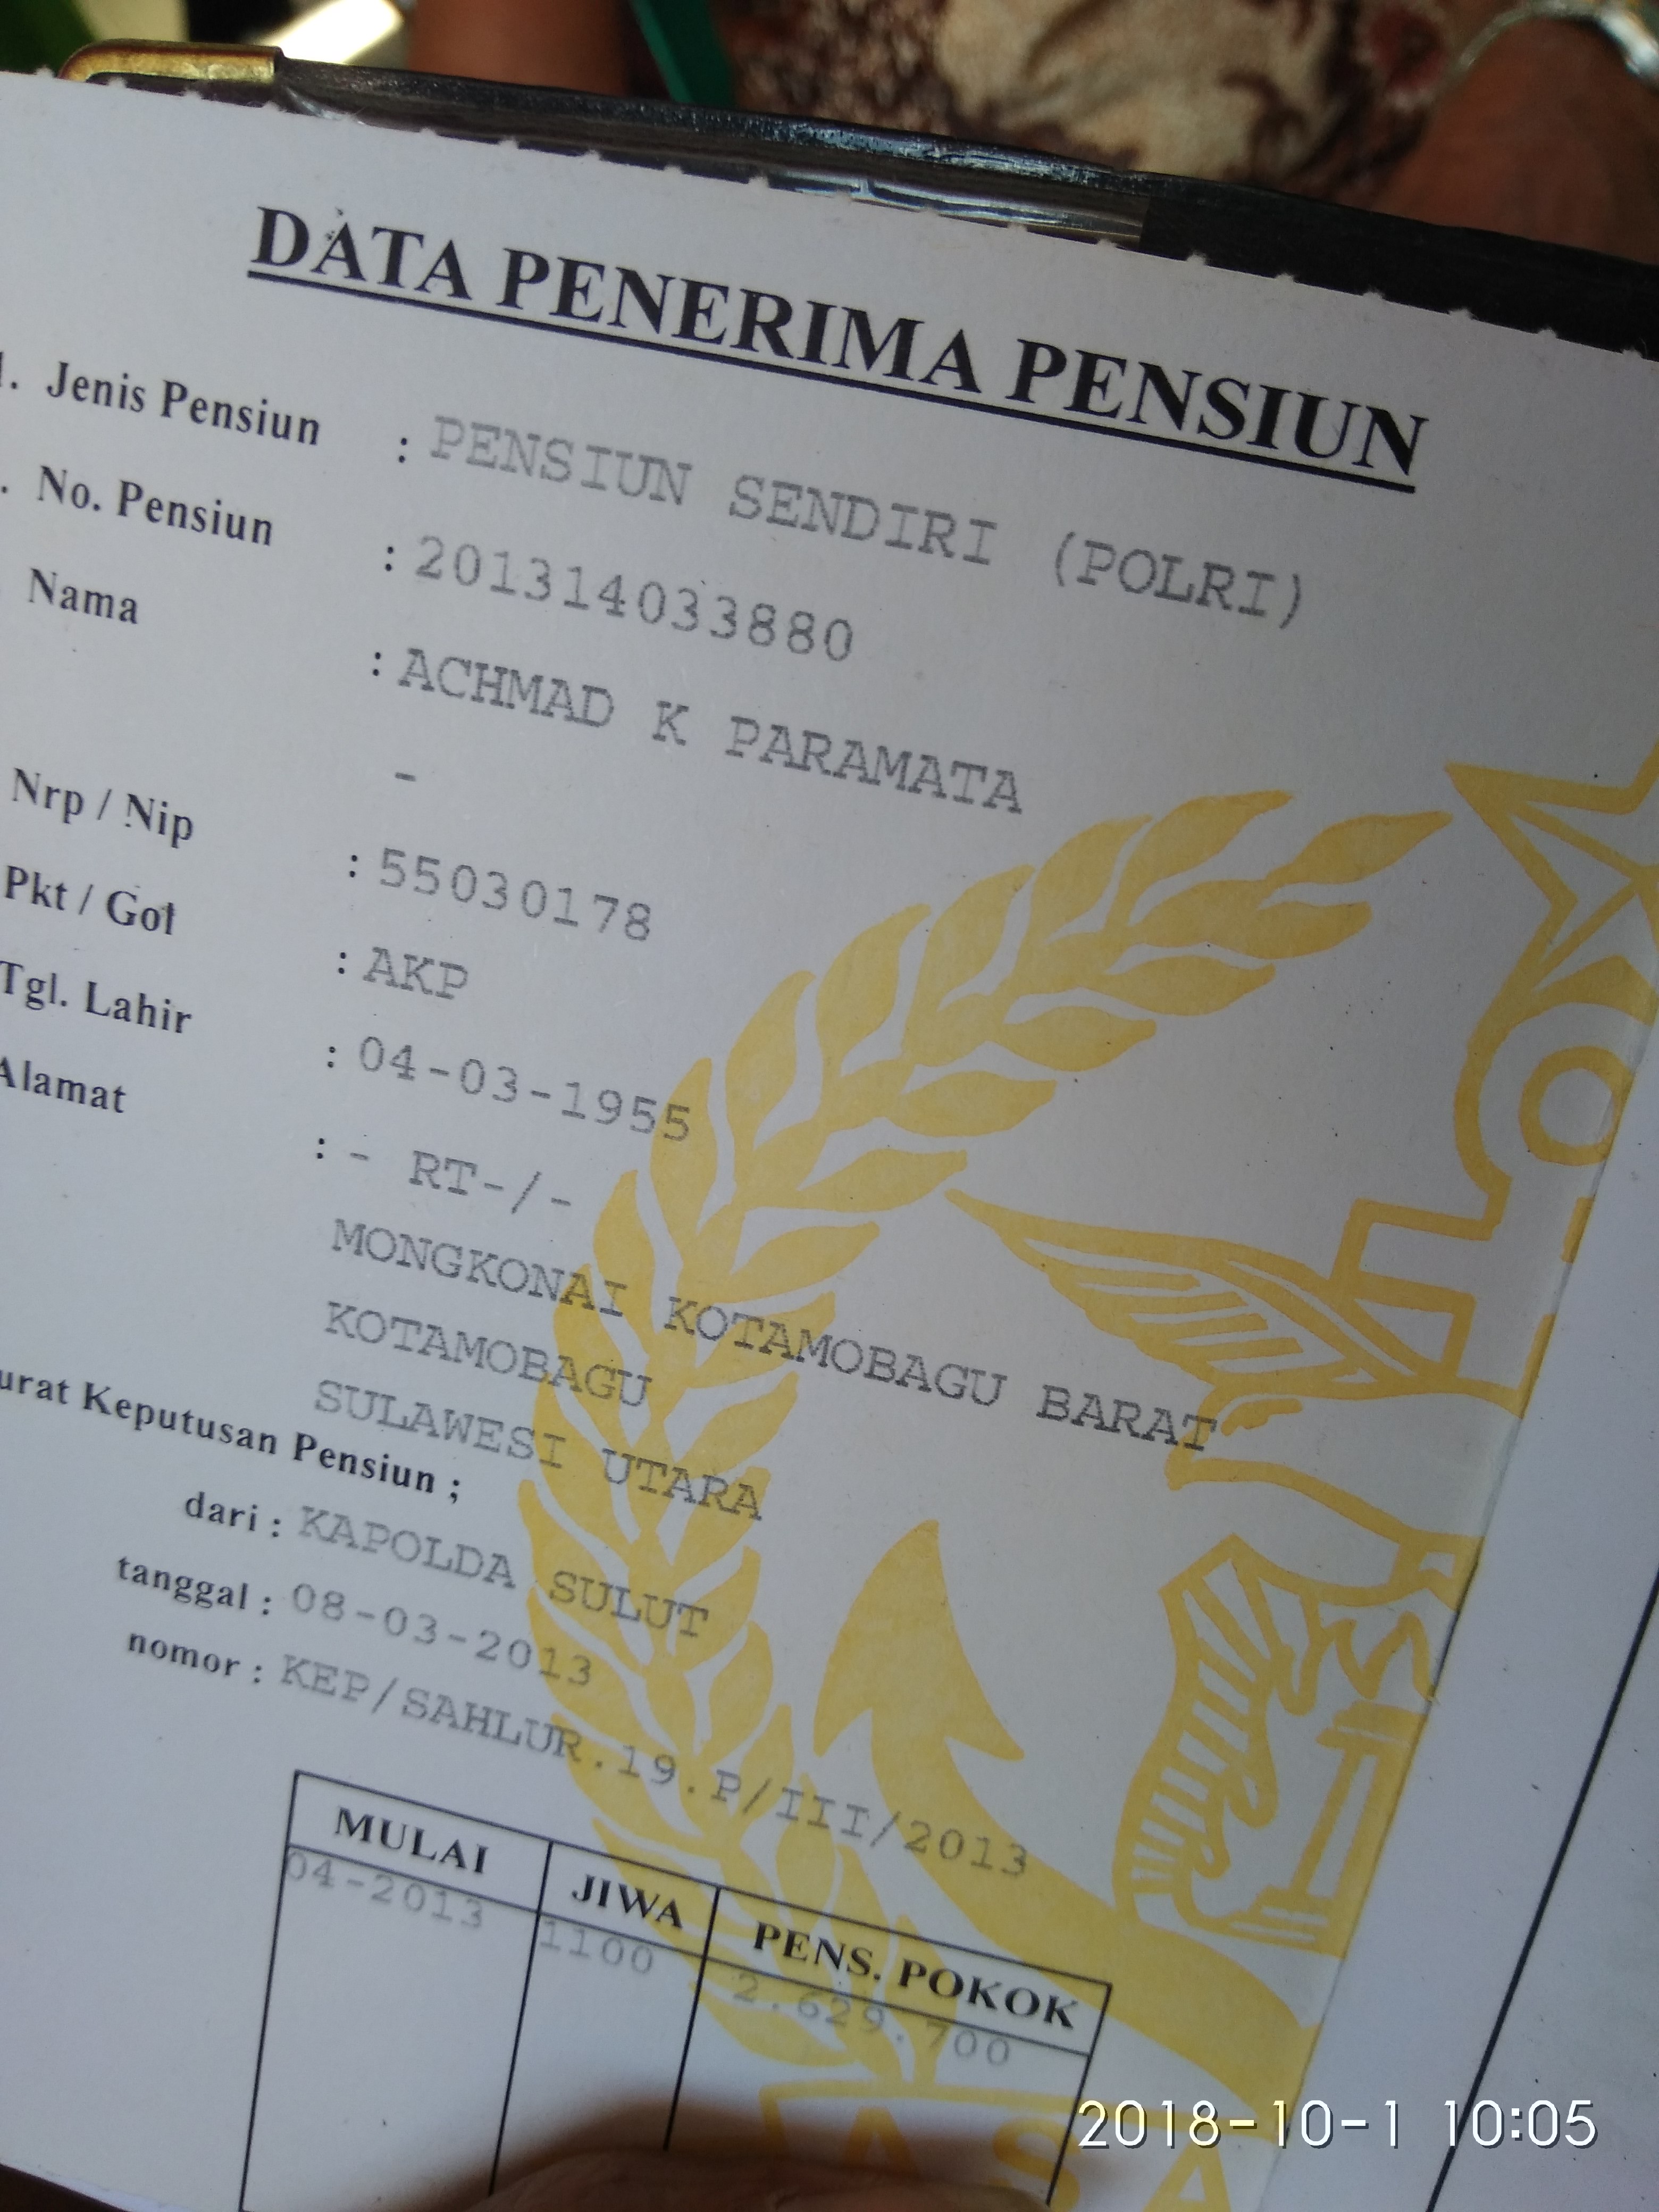 DATA PENERIMA PENSIUN
1. Jenis Pensiun : PENSIUN SENDIRI (POLRI)
. No. Pensiun : 201314033880
Nama : ACHMAD K PARAMATA
-
Nrp / Nip : 55030178
Pkt / Gol : AKP
Tgl. Lahir : 04-03-1955
Alamat : - RT-/-
MONGKONAI KOTAMOBAGU BARAT
KOTAMOBAGU
SULAWESI UTARA
urat Keputusan Pensiun ;
dari : KAPOLDA SULUT
tanggal : 08-03-2013
nomor : KEP/SAHLUR.19.P/III/2013
MULAI JIWA PENS. POKOK
04-2013 1100 2.629.700
ASA
2018-10-1 10:05